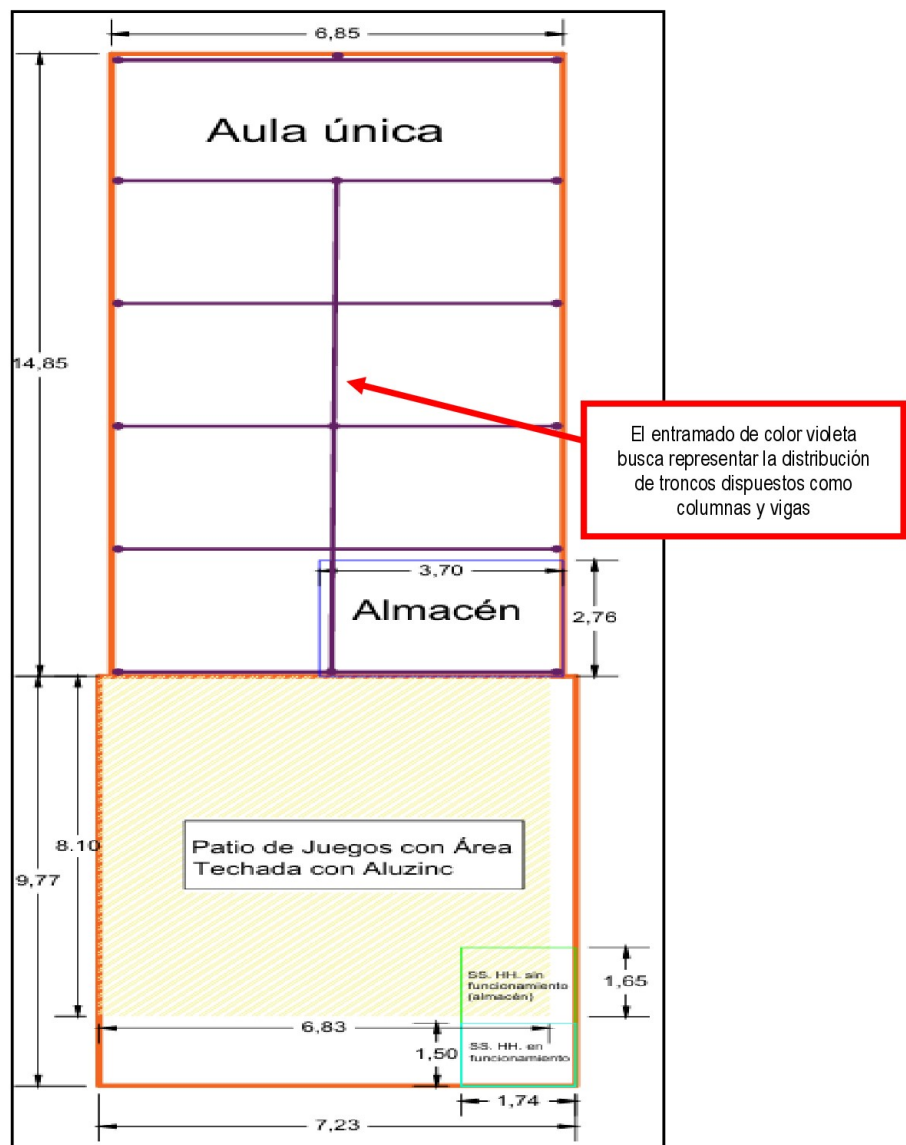 6,85
Aula única
14,85
El entramado de color violeta
busca representar la distribución
de troncos dispuestos como
columnas y vigas
3,70
Almacén
2,76
8.10
9,77
Patio de Juegos con Área
Techada con Aluzinc
SS. HH. sin
funcionamiento
(almacén)
1,65
6,83
1,50
SS. HH. en
funcionamiento
1,74
7,23